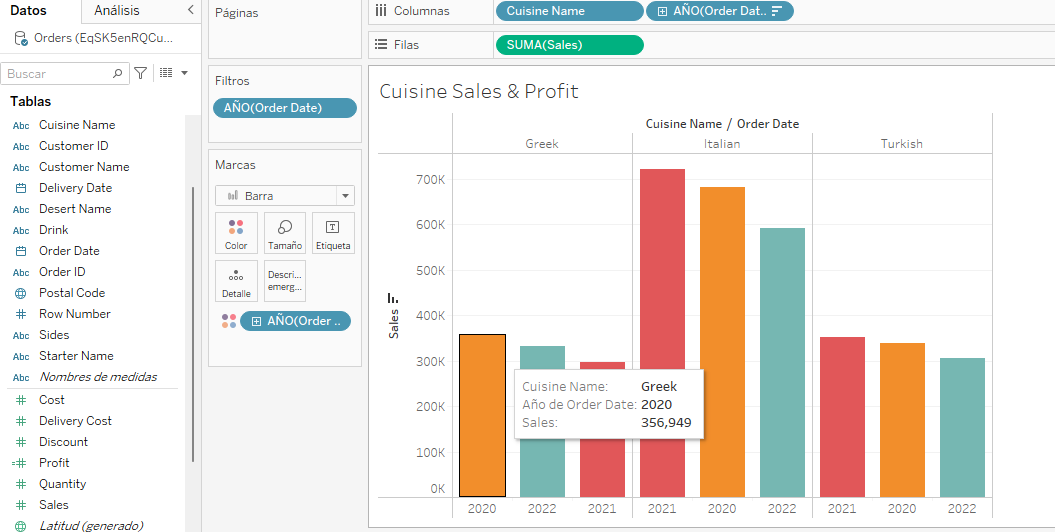 Datos
Análisis
Orders (EqSK5enRQCu...
Buscar
Tablas
Abc Cuisine Name
Abc Customer ID
Abc Customer Name
Delivery Date
Abc Desert Name
Abc Drink
Order Date
Abc Order ID
Postal Code
Row Number
Abc Sides
Abc Starter Name
Abc Nombres de medidas
Cost
Delivery Cost
Discount
Profit
Quantity
Sales
Latitud (generado)
Páginas
Filtros
AÑO(Order Date)
Marcas
Barra
Color
Tamaño
Etiqueta
Detalle
Descri...
emerg...
AÑO(Order ..
Columnas
Cuisine Name
AÑO(Order Dat..
Filas
SUMA(Sales)
Cuisine Sales & Profit
Cuisine Name / Order Date
Greek
Italian
Turkish
Sales
700K
600K
500K
400K
300K
200K
100K
0K
Cuisine Name: Greek
Año de Order Date: 2020
Sales: 356,949
2020 2022 2021 2021 2020 2022 2021 2020 2022